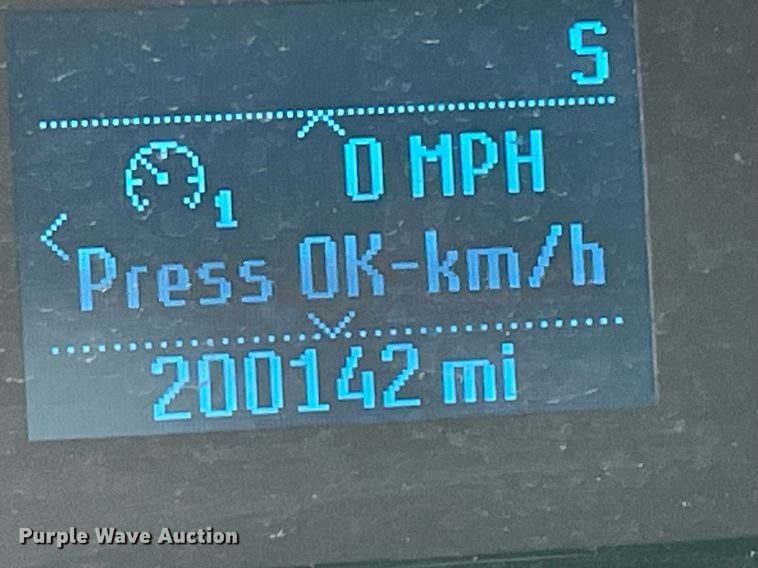 S
0 MPH
1
Press OK-km/h
200142 mi
Purple Wave Auction